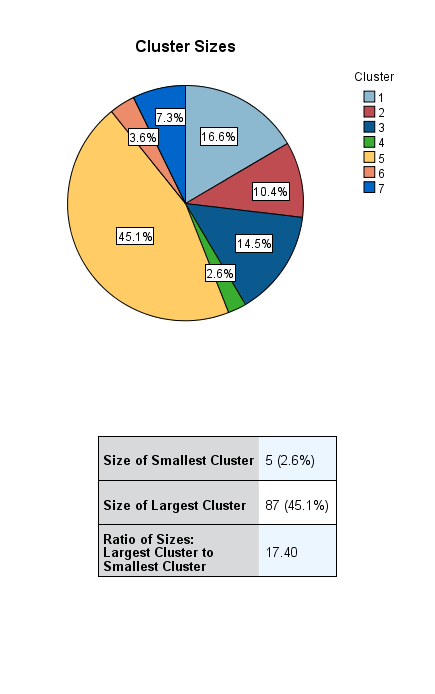 Cluster Sizes
Cluster
1
2
3
4
5
6
7
7.3%
16.6%
3.6%
10.4%
45.1%
14.5%
2.6%
Size of Smallest Cluster 5 (2.6%)
Size of Largest Cluster 87 (45.1%)
Ratio of Sizes:
Largest Cluster to 17.40
Smallest Cluster